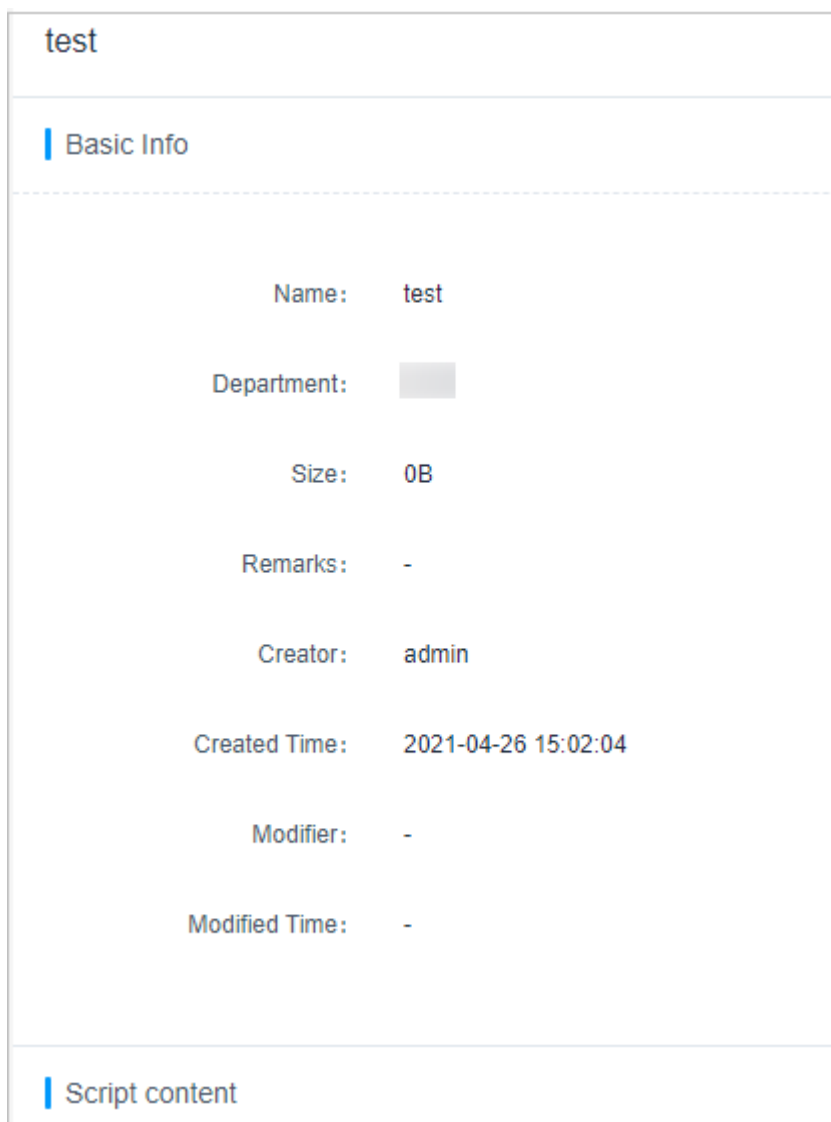 test
Basic Info
Name: test
Department:
Size: 0B
Remarks: -
Creator: admin
Created Time: 2021-04-26 15:02:04
Modifier: -
Modified Time: -
Script content